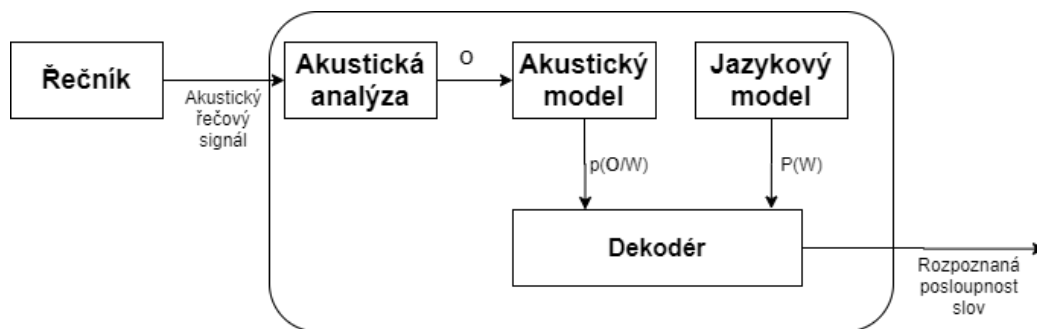 Řečník
Akustický
řečový
signál
Akustická
analýza
O
Akustický
model
Jazykový
model
p(O/W)
P(W)
Dekodér
Rozpoznaná
posloupnost
slov